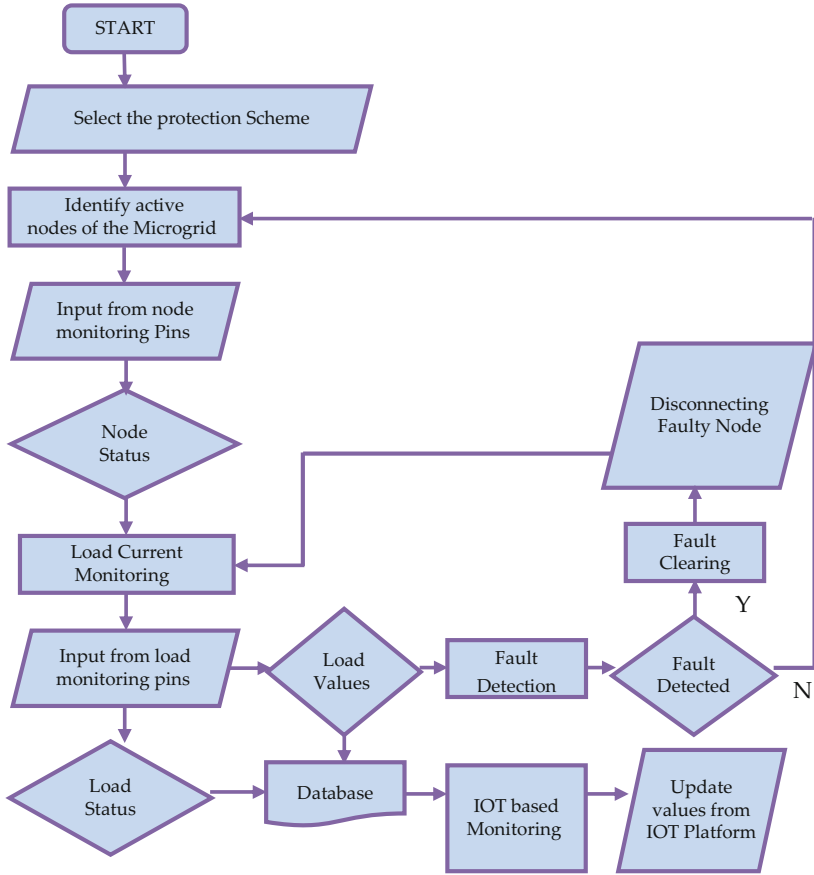 START
Select the protection Scheme
Identify active
nodes of the Microgrid
Input from node
monitoring Pins
Node
Status
Disconnecting
Faulty Node
Load Current
Monitoring
Fault
Clearing
Y
Input from load
monitoring pins
Load
Values
Fault
Detection
Fault
Detected
N
Load
Status
Database
IOT based
Monitoring
Update
values from
IOT Platform